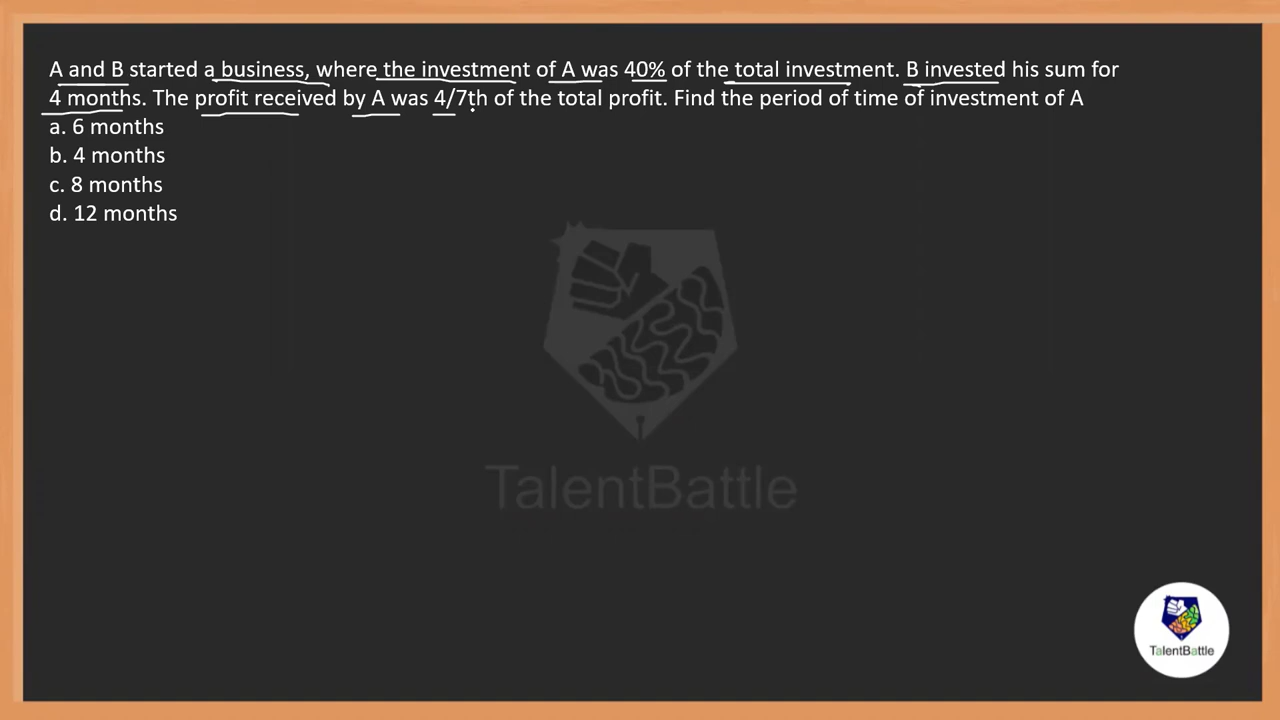 A and B started a business, where the investment of A was 40% of the total investment. B invested his sum for
4 months. The profit received by A was 4/7th of the total profit. Find the period of time of investment of A
a. 6 months
b. 4 months
c. 8 months
d. 12 months
TalentBattle
TalentBattle